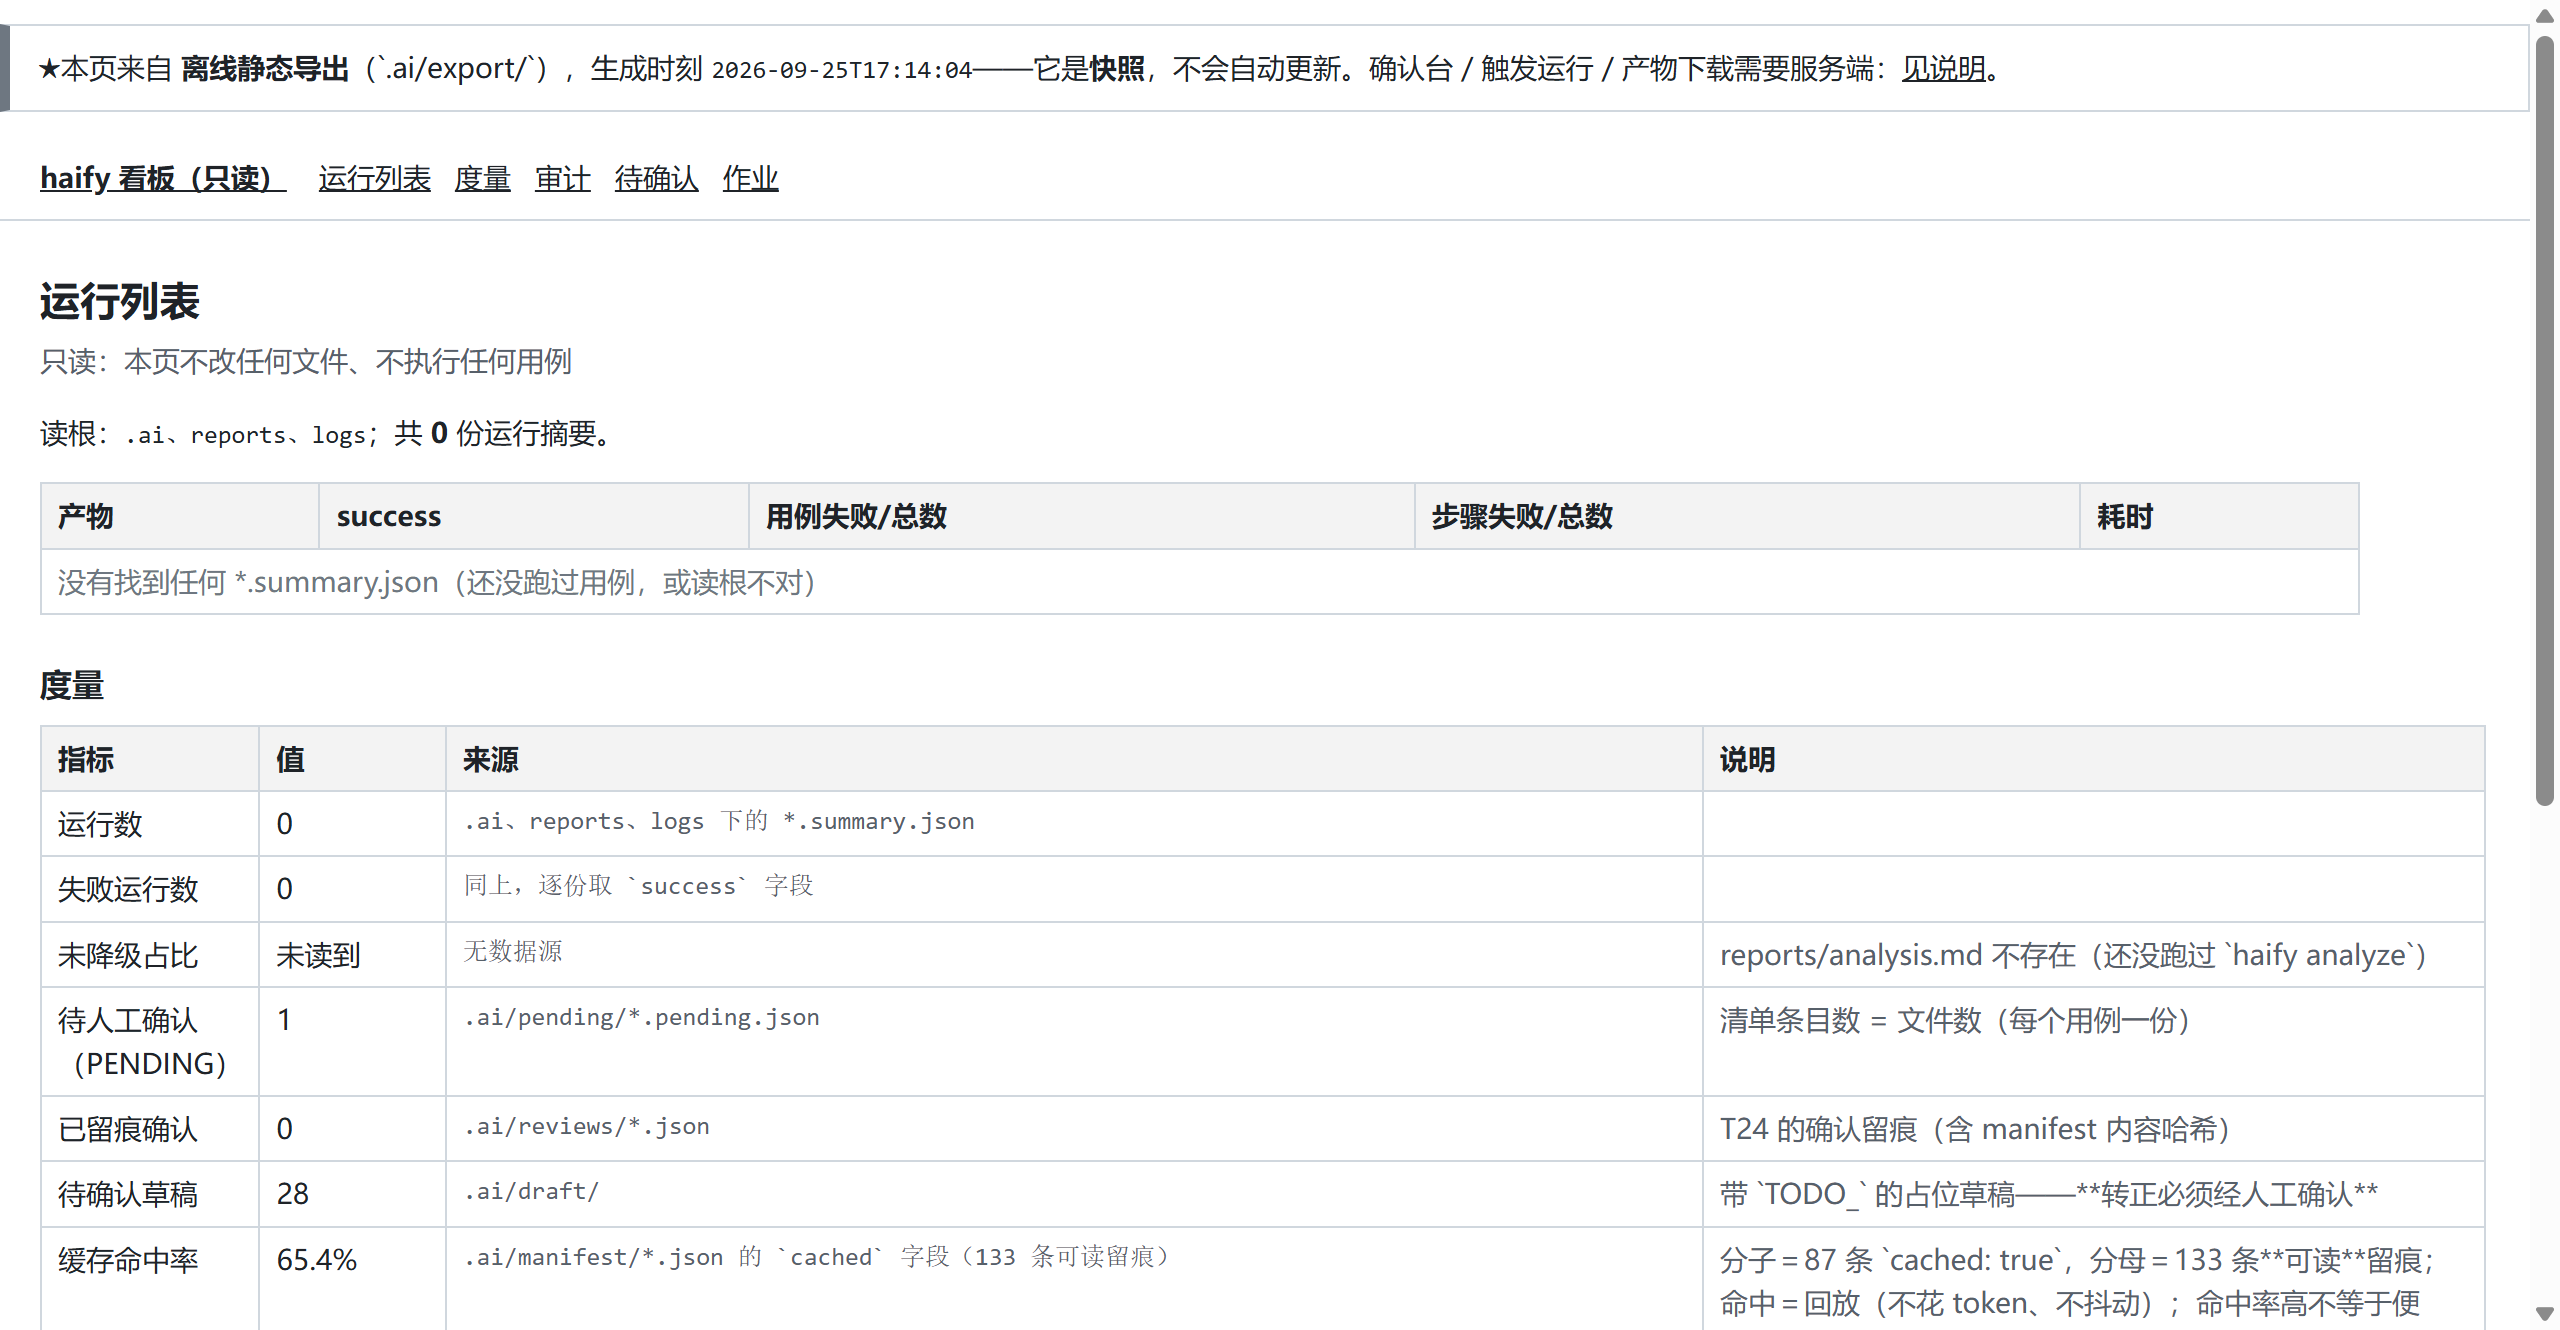 ★本页来自 离线静态导出（`.ai/export/`），生成时刻 2026-09-25T17:14:04——它是快照，不会自动更新。确认台 / 触发运行 / 产物下载需要服务端：见说明。
haify 看板（只读） 运行列表 度量 审计 待确认 作业
运行列表
只读：本页不改任何文件、不执行任何用例
读根：.ai、reports、logs；共 0 份运行摘要。
产物 success 用例失败/总数 步骤失败/总数 耗时
没有找到任何 *.summary.json（还没跑过用例，或读根不对）
度量
指标 值 来源 说明
运行数 0 .ai、reports、logs 下的 *.summary.json
失败运行数 0 同上，逐份取 `success` 字段
未降级占比 未读到 无数据源 reports/analysis.md 不存在（还没跑过 `haify analyze`）
待人工确认 1 .ai/pending/*.pending.json 清单条目数 = 文件数（每个用例一份）
（PENDING）
已留痕确认 0 .ai/reviews/*.json T24 的确认留痕（含 manifest 内容哈希）
待确认草稿 28 .ai/draft/ 带 `TODO_` 的占位草稿——**转正必须经人工确认**
缓存命中率 65.4% .ai/manifest/*.json 的 `cached` 字段（133 条可读留痕） 分子＝87 条 `cached: true`，分母＝133 条**可读**留痕；
命中＝回放（不花 token、不抖动）；命中率高不等于便